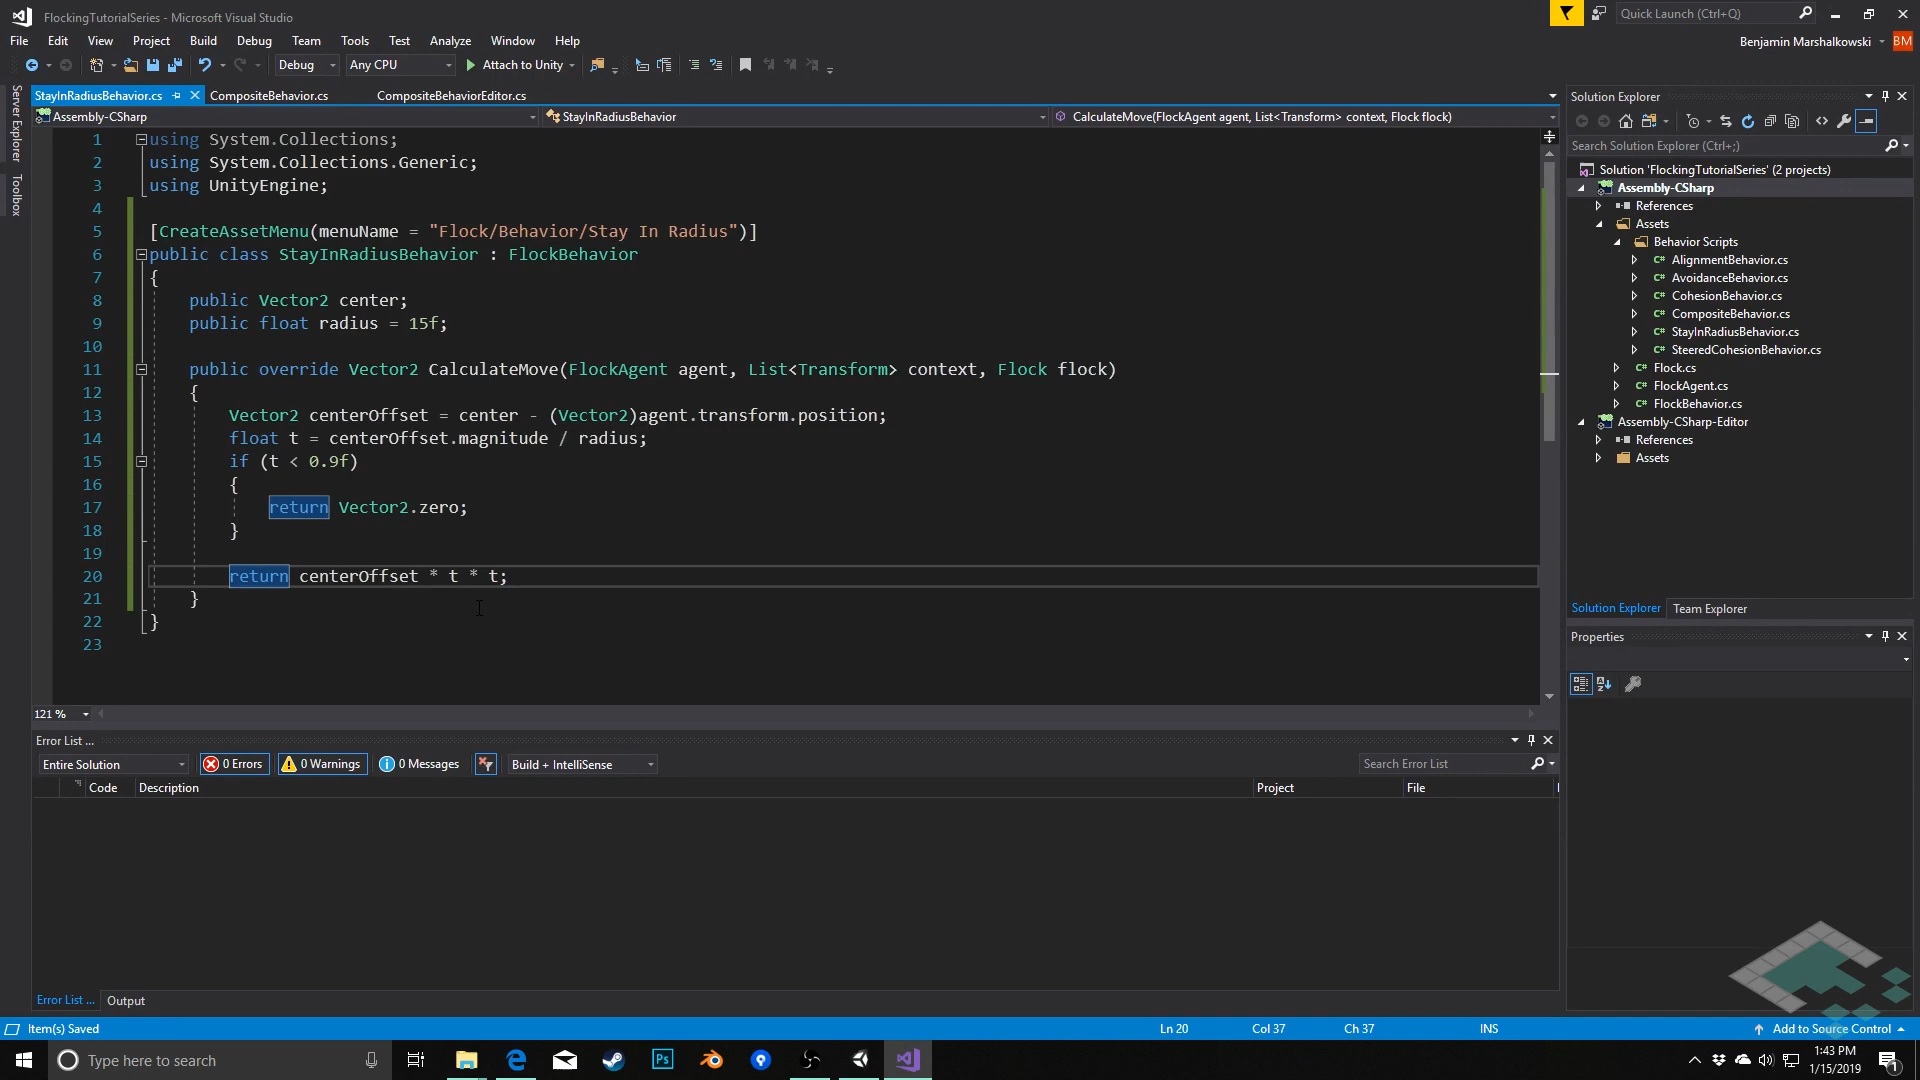 FlockingTutorialSeries - Microsoft Visual Studio
Quick Launch (Ctrl+Q)
File Edit View Project Build Debug Team Tools Test Analyze Window Help
Benjamin Marshalkowski BM
Debug Any CPU Attach to Unity
Server Explorer
Toolbox
StayInRadiusBehavior.cs CompositeBehavior.cs CompositeBehaviorEditor.cs
Assembly-CSharp StayInRadiusBehavior CalculateMove(FlockAgent agent, List<Transform> context, Flock flock)
1 using System.Collections;
2 using System.Collections.Generic;
3 using UnityEngine;
4
5 [CreateAssetMenu(menuName = "Flock/Behavior/Stay In Radius")]
6 public class StayInRadiusBehavior : FlockBehavior
7 {
8 public Vector2 center;
9 public float radius = 15f;
10
11 public override Vector2 CalculateMove(FlockAgent agent, List<Transform> context, Flock flock)
12 {
13 Vector2 centerOffset = center - (Vector2)agent.transform.position;
14 float t = centerOffset.magnitude / radius;
15 if (t < 0.9f)
16 {
17 return Vector2.zero;
18 }
19
20 return centerOffset * t * t;
21 }
22 }
23
121 %
Solution Explorer
Search Solution Explorer (Ctrl+;)
Solution 'FlockingTutorialSeries' (2 projects)
Assembly-CSharp
References
Assets
Behavior Scripts
C# AlignmentBehavior.cs
C# AvoidanceBehavior.cs
C# CohesionBehavior.cs
C# CompositeBehavior.cs
C# StayInRadiusBehavior.cs
C# SteeredCohesionBehavior.cs
C# Flock.cs
C# FlockAgent.cs
C# FlockBehavior.cs
Assembly-CSharp-Editor
References
Assets
Solution Explorer Team Explorer
Properties
Error List ...
Entire Solution 0 Errors 0 Warnings 0 Messages Build + IntelliSense Search Error List
Code Description Project File
Error List ... Output
Item(s) Saved Ln 20 Col 37 Ch 37 INS Add to Source Control
Type here to search
Ps
1:43 PM
1/15/2019
1